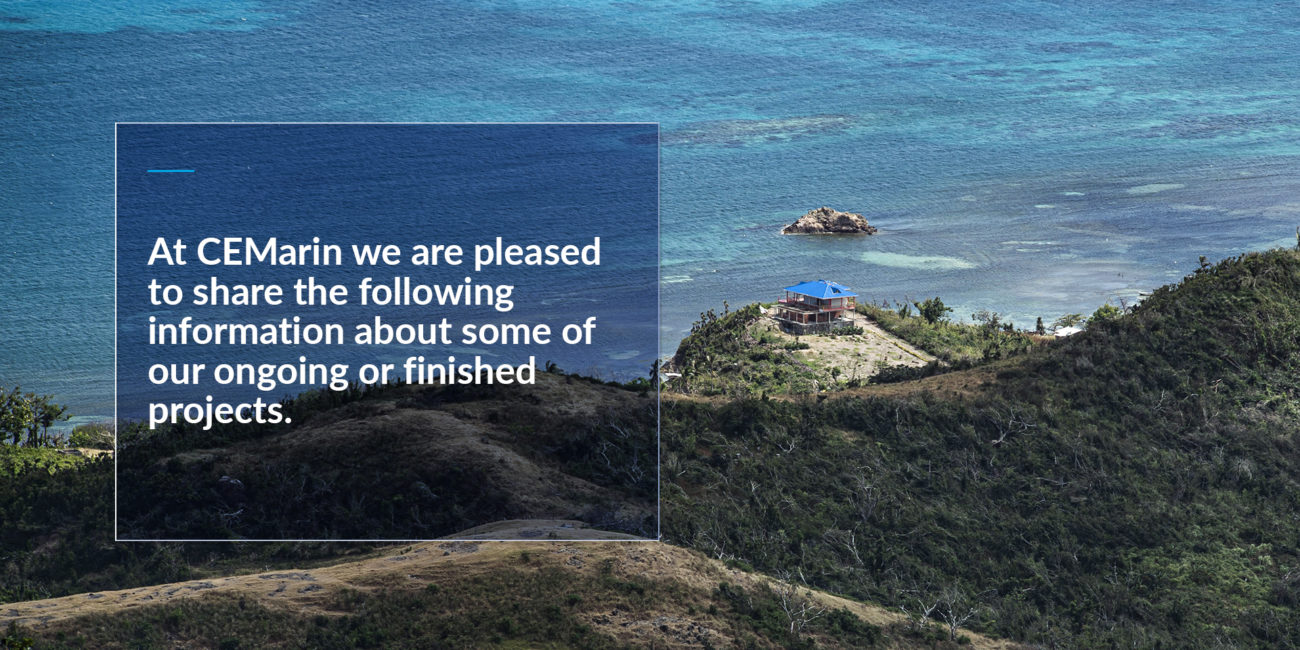 At CEMarin we are pleased
to share the following
information about some of
our ongoing or finished
projects.